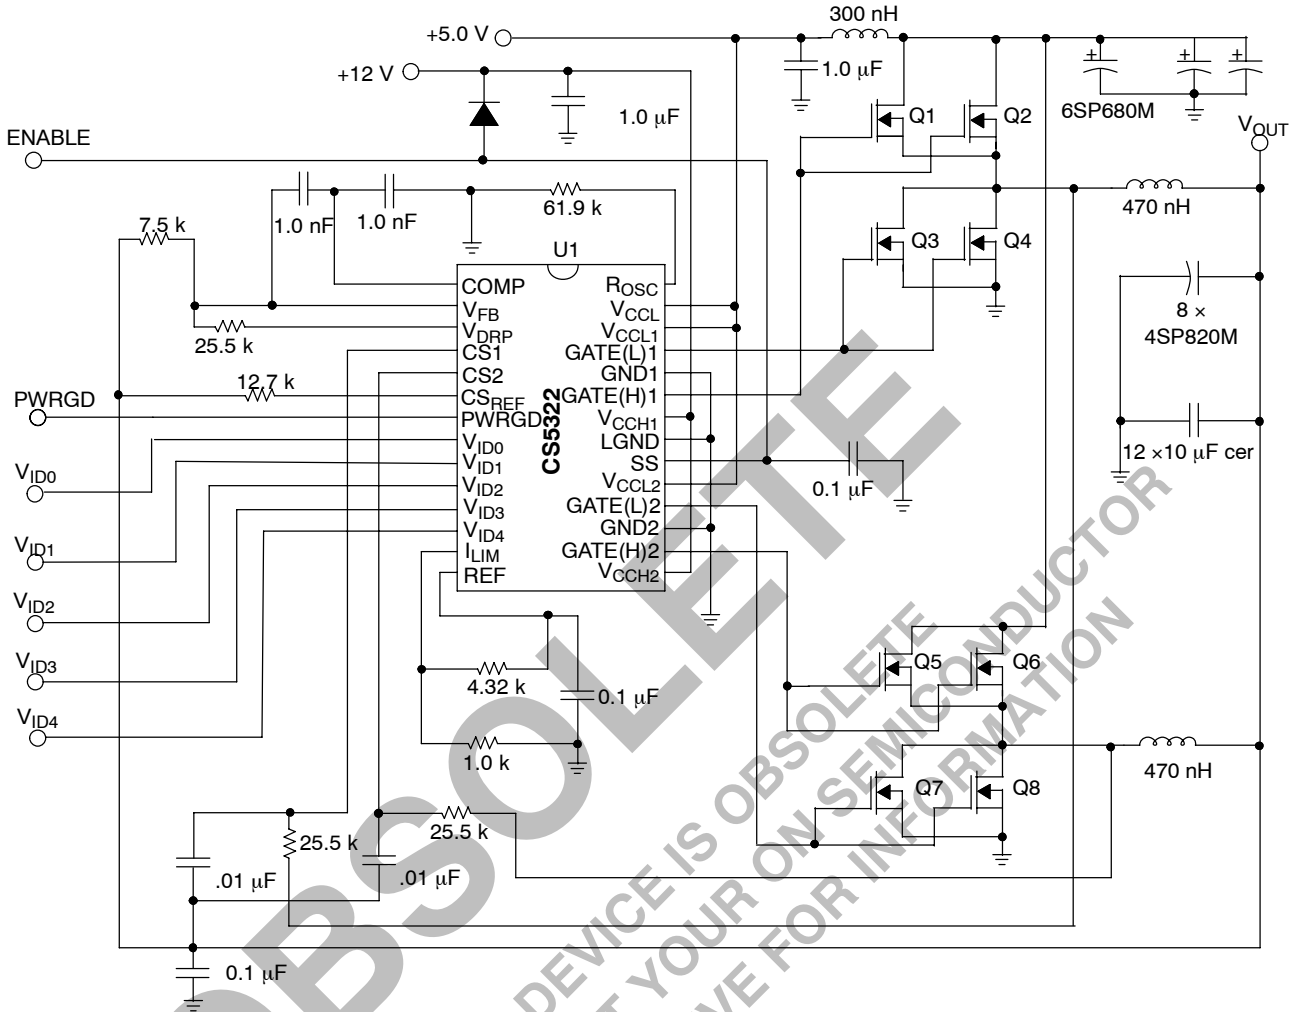 300 nH
+5.0 V
+12 V
1.0 µF
1.0 µF
+
+
+
6SP680M
Q1
Q2
VOUT
ENABLE
61.9 k
1.0 nF
1.0 nF
7.5 k
470 nH
Q3
Q4
U1
COMP
VFB
VDRP
CS1
CS2
CSREF
PWRGD
VID0
VID1
VID2
VID3
VID4
ILIM
REF
CS5322
ROSC
VCCL
VCCL1
GATE(L)1
GND1
GATE(H)1
VCCH1
LGND
SS
VCCL2
GATE(L)2
GND2
GATE(H)2
VCCH2
25.5 k
12.7 k
PWRGD
VID0
VID1
VID2
VID3
VID4
8 ×
4SP820M
12 ×10 µF cer
0.1 µF
4.32 k
0.1 µF
1.0 k
Q5
Q6
Q7
Q8
470 nH
25.5 k
25.5 k
.01 µF
.01 µF
0.1 µF
OBSOLETE
DEVICE IS OBSOLETE
T YOUR ON SEMICONDUCTOR
VE FOR INFORMATION